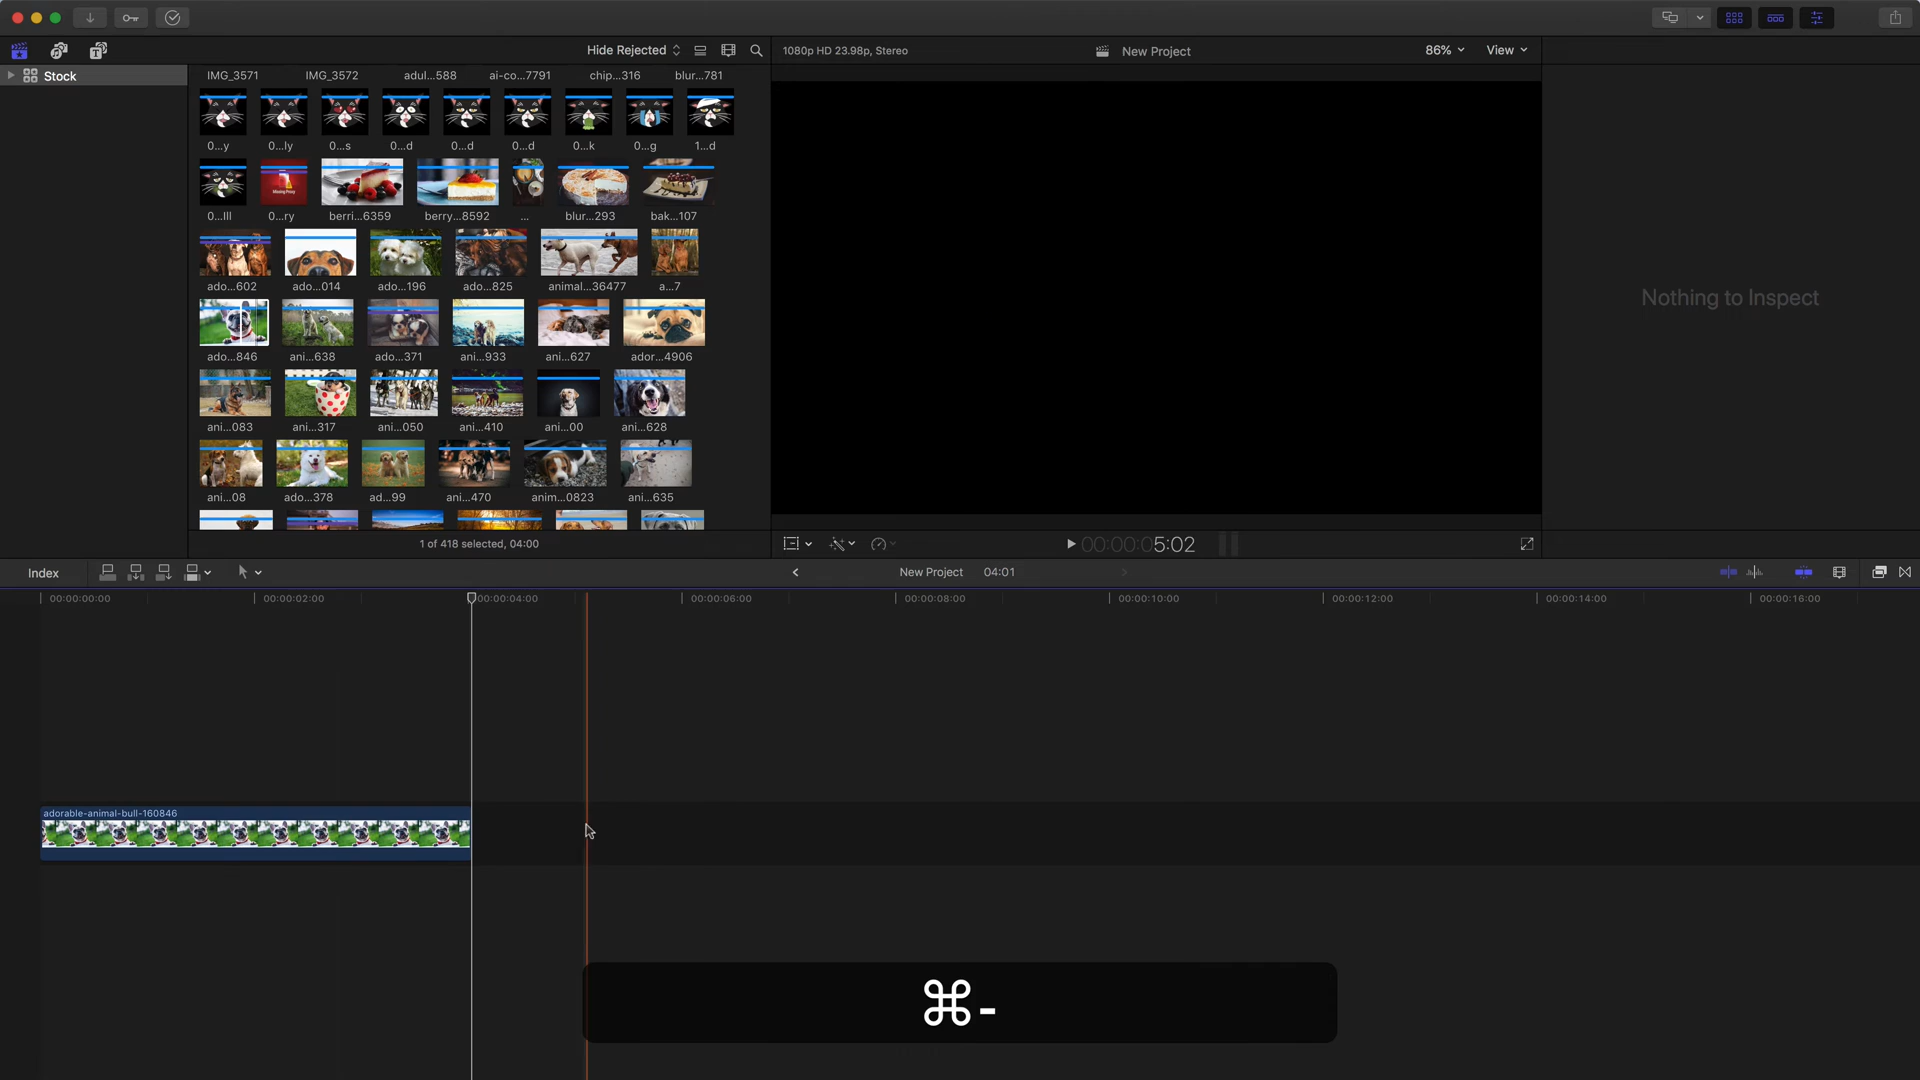 Hide Rejected
1080p HD 23.98p, Stereo
New Project
86%
View
Stock
IMG_3571
IMG_3572
adul...588
ai-co...7791
chip...316
blur...781
0...y
0...ly
0...s
0...d
0...d
0...d
0...k
0...g
1...d
0...lll
0...ry
berri...6359
berry...8592
...
blur...293
bak...107
ado...602
ado...014
ado...196
ado...825
animal...36477
a...7
Nothing to Inspect
ado...846
ani...638
ado...371
ani...933
ani...627
ador...4906
ani...083
ani...317
ani...050
ani...410
ani...00
ani...628
ani...08
ado...378
ad...99
ani...470
anim...0823
ani...635
1 of 418 selected, 04:00
00:00:05:02
Index
New Project
04:01
00:00:00:00
00:00:02:00
00:00:04:00
00:00:06:00
00:00:08:00
00:00:10:00
00:00:12:00
00:00:14:00
00:00:16:00
adorable-animal-bull-160846
⌘-